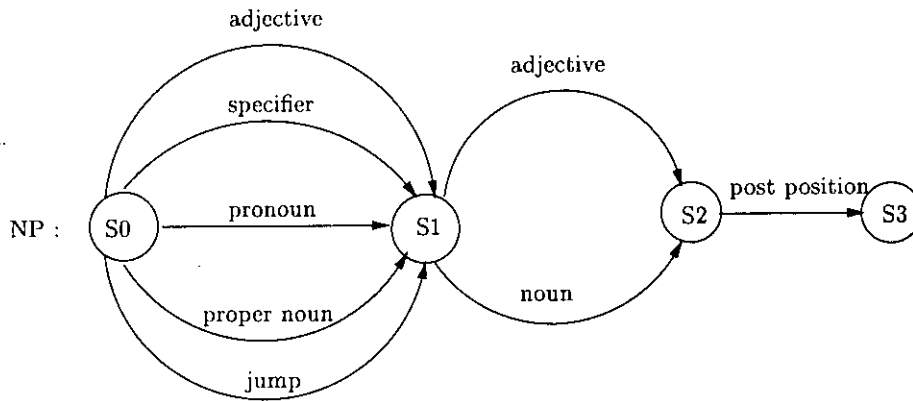 adjective
adjective
specifier
post position
NP :
S0
pronoun
S1
S2
S3
proper noun
noun
jump